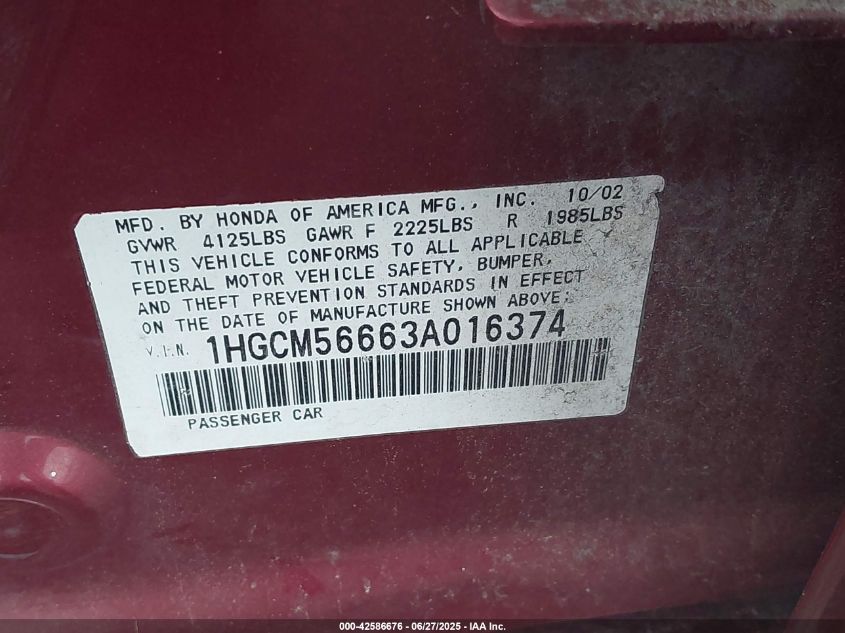 MFD. BY HONDA OF AMERICA MFG., INC. 10/02
GVWR 4125LBS GAWR F 2225LBS R 1985LBS
THIS VEHICLE CONFORMS TO ALL APPLICABLE
FEDERAL MOTOR VEHICLE SAFETY, BUMPER,
AND THEFT PREVENTION STANDARDS IN EFFECT
ON THE DATE OF MANUFACTURE SHOWN ABOVE:
V.I.N. 1HGCM56663A016374
PASSENGER CAR
000-42586676 - 06/27/2025 - IAA Inc.